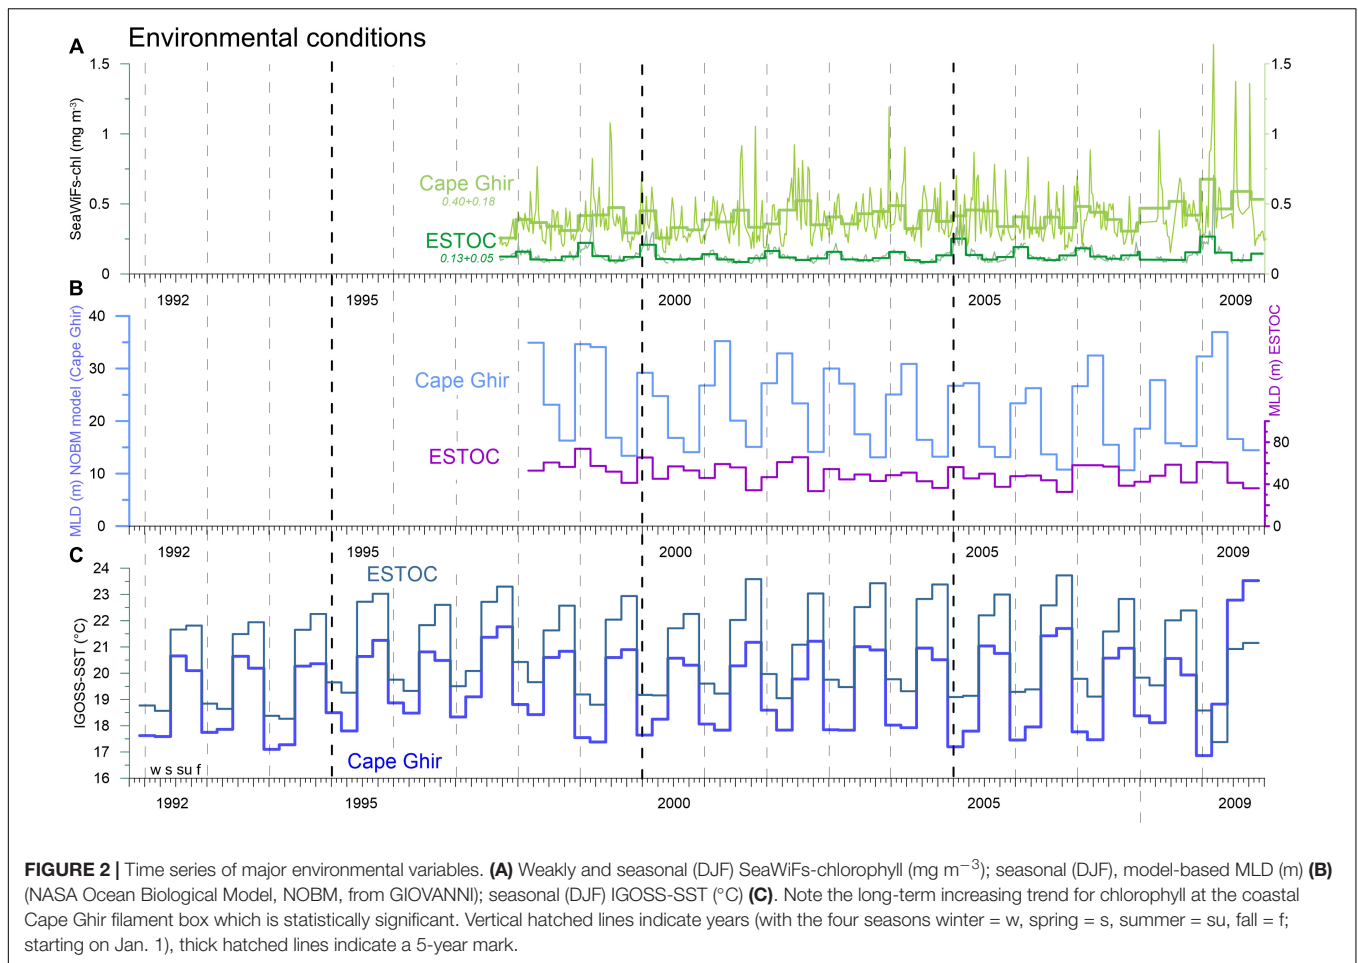 A
Environmental conditions
1.5
1
0.5
0
SeaWiFs-chl (mg m-3)
Cape Ghir
0.40+0.18
ESTOC
0.13+0.05
1.5
1
0.5
0
1992
1995
2000
2005
2009
B
40
30
20
10
0
MLD (m) NOBM model (Cape Ghir)
Cape Ghir
ESTOC
MLD (m) ESTOC
80
40
0
1992
1995
2000
2005
2009
C
24
23
22
21
20
19
18
17
16
IGOSS-SST (°C)
ESTOC
Cape Ghir
w s su f
1992
1995
2000
2005
2009
FIGURE 2 | Time series of major environmental variables. (A) Weakly and seasonal (DJF) SeaWiFs-chlorophyll (mg m−3); seasonal (DJF), model-based MLD (m) (B)
(NASA Ocean Biological Model, NOBM, from GIOVANNI); seasonal (DJF) IGOSS-SST (°C) (C). Note the long-term increasing trend for chlorophyll at the coastal
Cape Ghir filament box which is statistically significant. Vertical hatched lines indicate years (with the four seasons winter = w, spring = s, summer = su, fall = f;
starting on Jan. 1), thick hatched lines indicate a 5-year mark.